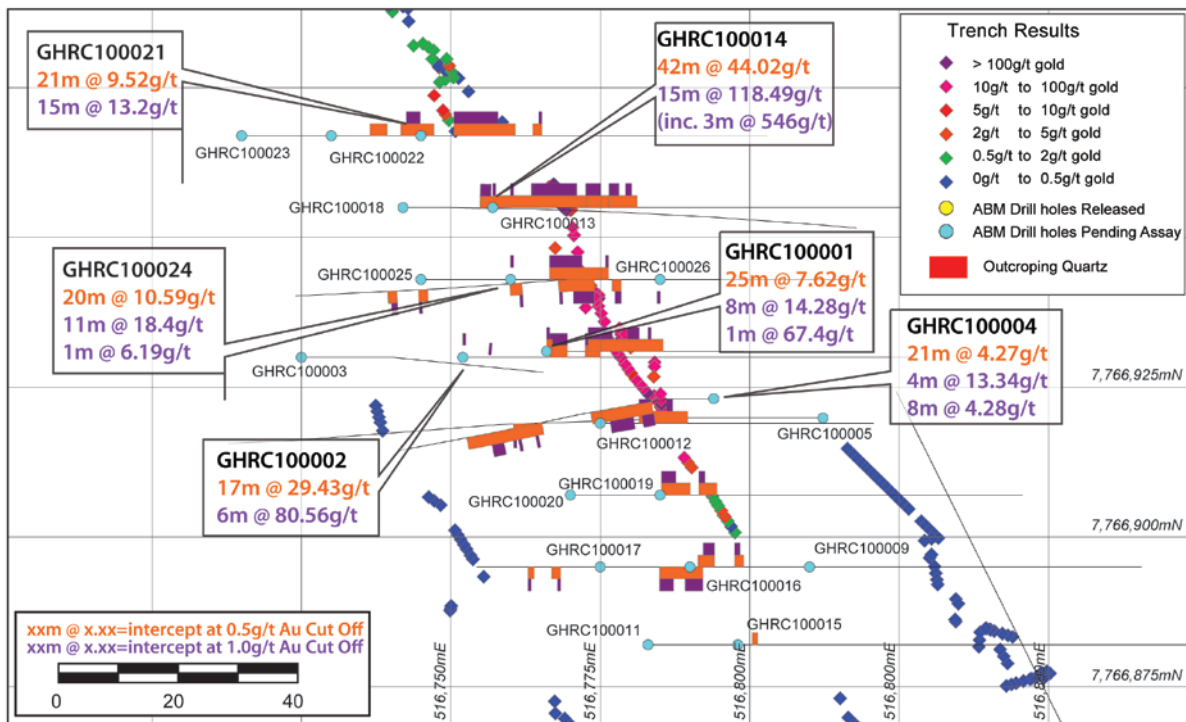 GHRC100021
21m @ 9.52g/t
15m @ 13.2g/t
GHRC100014
42m @ 44.02g/t
15m @ 118.49g/t
(inc. 3m @ 546g/t)
Trench Results
> 100g/t gold
10g/t to 100g/t gold
5g/t to 10g/t gold
2g/t to 5g/t gold
0.5g/t to 2g/t gold
0g/t to 0.5g/t gold
ABM Drill holes Released
ABM Drill holes Pending Assay
Outcroping Quartz
GHRC100023
GHRC100022
GHRC100018
GHRC100013
GHRC100024
20m @ 10.59g/t
11m @ 18.4g/t
1m @ 6.19g/t
GHRC100025
GHRC100026
GHRC100001
25m @ 7.62g/t
8m @ 14.28g/t
1m @ 67.4g/t
GHRC100004
21m @ 4.27g/t
4m @ 13.34g/t
8m @ 4.28g/t
GHRC100003
7,766,925mN
GHRC100002
17m @ 29.43g/t
6m @ 80.56g/t
GHRC100012
GHRC100005
GHRC100019
GHRC100020
7,766,900mN
GHRC100017
GHRC100009
GHRC100016
GHRC100011
GHRC100015
xxm @ x.xx=intercept at 0.5g/t Au Cut Off
xxm @ x.xx=intercept at 1.0g/t Au Cut Off
0 20 40
516,750mE
516,775mE
516,800mE
516,800mE
7,766,875mN